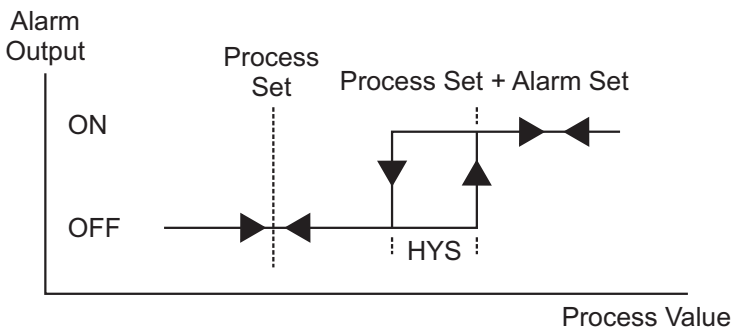 Alarm
Output
Process
Set
Process Set + Alarm Set
ON
OFF
HYS
Process Value